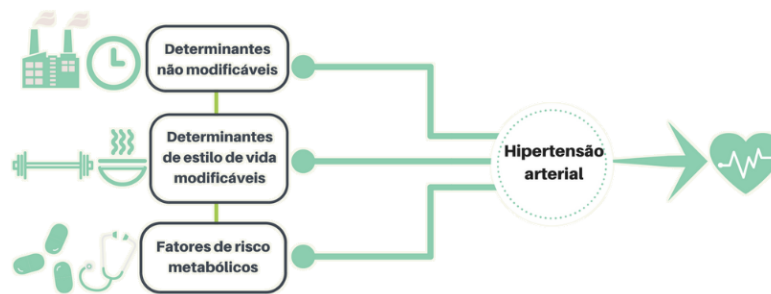 Determinantes
não modificáveis
Determinantes
de estilo de vida
modificáveis
Fatores de risco
metabólicos
Hipertensão
arterial